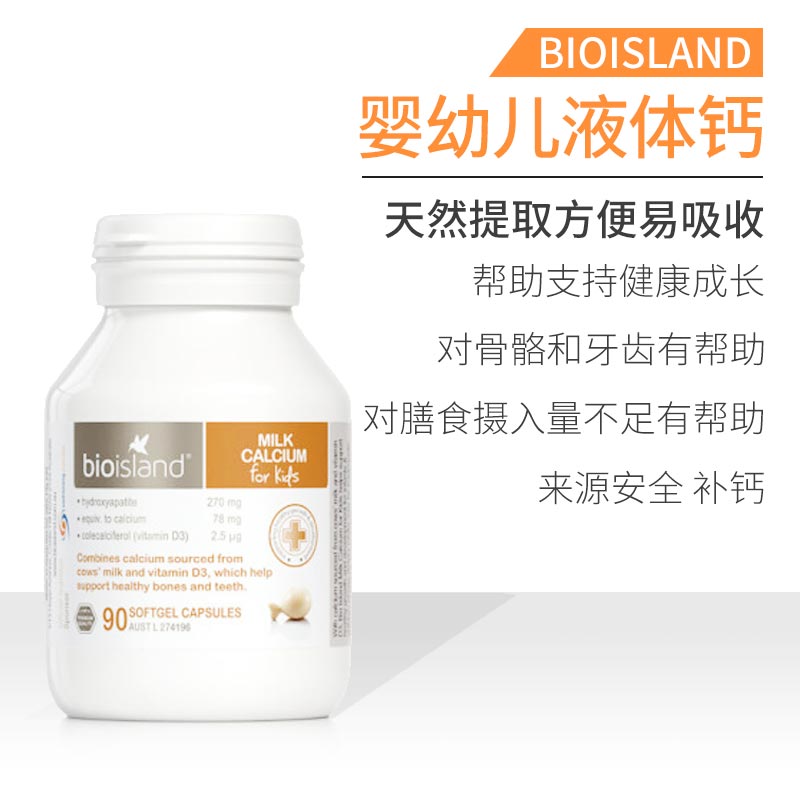 BIOISLAND
婴幼儿液体钙
天然提取方便易吸收
帮助支持健康成长
对骨骼和牙齿有帮助
对膳食摄入量不足有帮助
来源安全 补钙
bioisland®
MILK
CALCIUM
for Kids
• hydroxyapatite 270 mg
• equiv. to calcium 78 mg
• colecalciferol (vitamin D3) 2.5 µg
Combines calcium sourced from
cows' milk and vitamin D3, which help
support healthy bones and teeth.
90 SOFTGEL CAPSULES
AUST L 274196